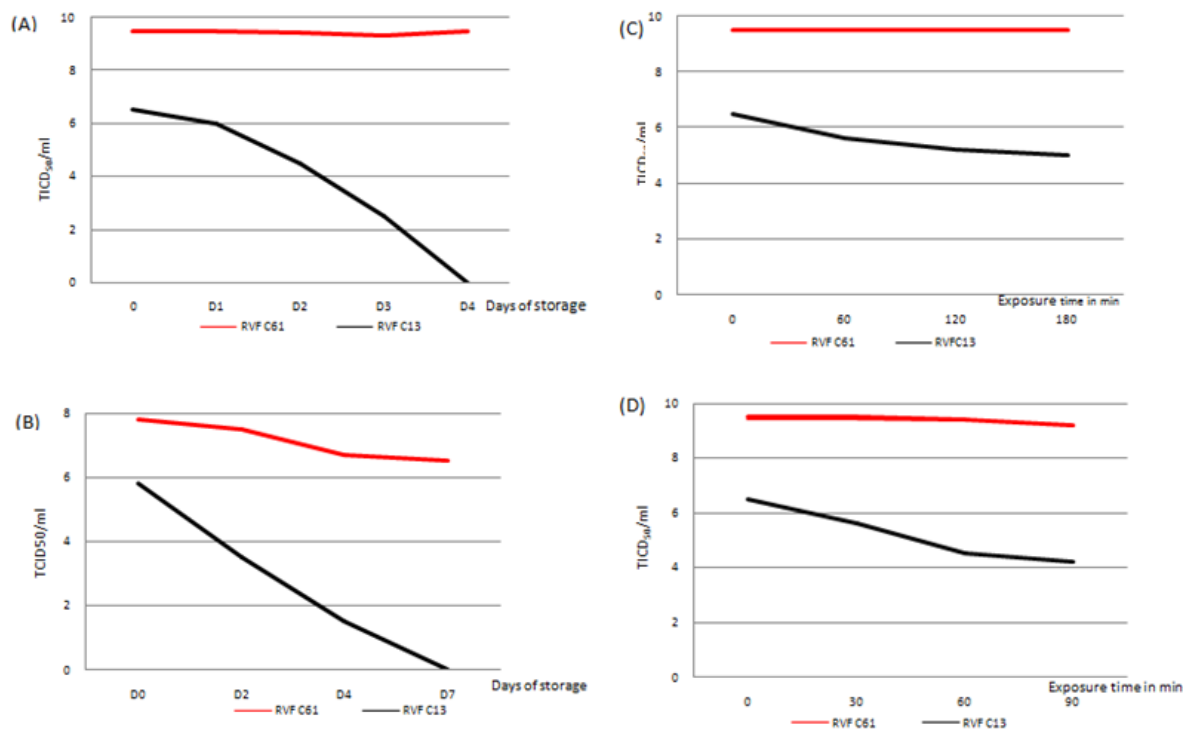 (A)
10
8
6
4
2
0
TICD₅₀/ml
0 D1 D2 D3 D4 Days of storage
RVF C61 RVF C13
(B)
8
6
4
2
0
TCID50/ml
D0 D2 D4 D7 Days of storage
RVF C61 RVF C13
(C)
10
8
6
4
2
0
TICD₅₀/ml
Exposure time in min
0 60 120 180
RVF C61 RVFC13
(D)
10
8
6
4
2
0
TICD₅₀/ml
0 30 60 90 Exposure time in min
RVF C61 RVF C13